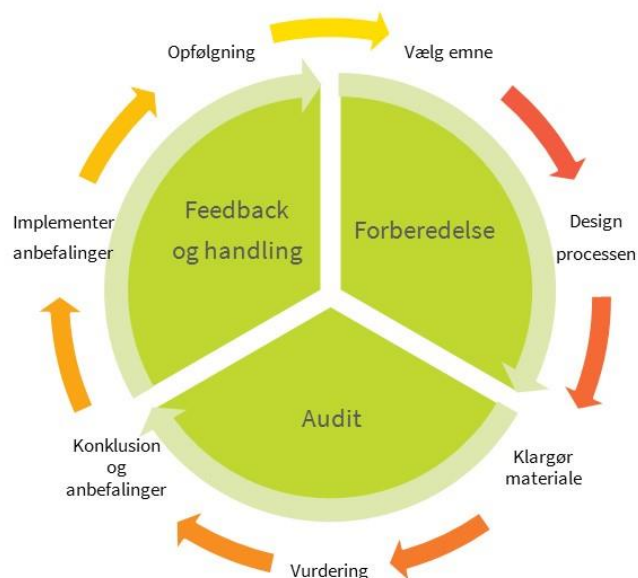 Opfølgning
Vælg emne
Feedback
og handling
Forberedelse
Implementer
anbefalinger
Design
processen
Audit
Konklusion
og
anbefalinger
Klargør
materiale
Vurdering